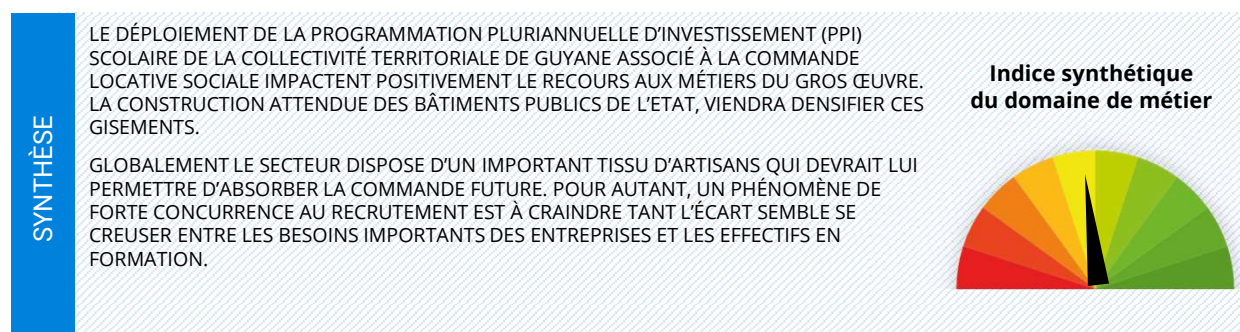 SYNTHÈSE
LE DÉPLOIEMENT DE LA PROGRAMMATION PLURIANNUELLE D'INVESTISSEMENT (PPI)
SCOLAIRE DE LA COLLECTIVITÉ TERRITORIALE DE GUYANE ASSOCIÉ À LA COMMANDE
LOCATIVE SOCIALE IMPACTENT POSITIVEMENT LE RECOURS AUX MÉTIERS DU GROS ŒUVRE.
LA CONSTRUCTION ATTENDUE DES BÂTIMENTS PUBLICS DE L'ETAT, VIENDRA DENSIFIER CES
GISEMENTS.
GLOBALEMENT LE SECTEUR DISPOSE D'UN IMPORTANT TISSU D'ARTISANS QUI DEVRAIT LUI
PERMETTRE D'ABSORBER LA COMMANDE FUTURE. POUR AUTANT, UN PHÉNOMÈNE DE
FORTE CONCURRENCE AU RECRUTEMENT EST À CRAINDRE TANT L'ÉCART SEMBLE SE
CREUSER ENTRE LES BESOINS IMPORTANTS DES ENTREPRISES ET LES EFFECTIFS EN
FORMATION.
Indice synthétique
du domaine de métier